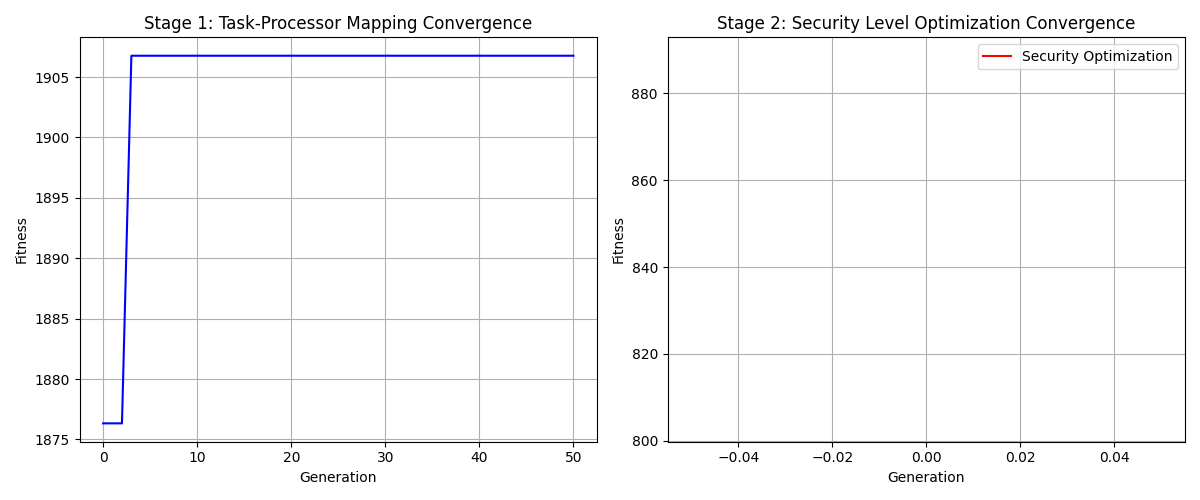 Stage 1: Task-Processor Mapping Convergence
1905
1900
1895
1890
1885
1880
1875
Fitness
0 10 20 30 40 50
Generation
Stage 2: Security Level Optimization Convergence
Security Optimization
880
860
840
820
800
Fitness
−0.04 −0.02 0.00 0.02 0.04
Generation